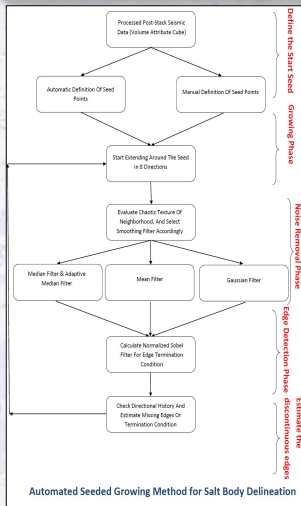 Processed Post-Stack Seismic
Data (Volume Attribute Cube)
Automatic Definition Of Seed
Points
Manual Definition Of Seed Points
Start Extending Around The Seed
in 8 Directions
Evaluate Chaotic Texture Of
Neighborhood, And Select
Smoothing Filter Accordingly
Median Filter & Adaptive
Median Filter
Mean Filter
Gaussian Filter
Calculate Normalized Sobel
Filter For Edge Termination
Condition
Check Directional History And
Estimate Missing Edges Or
Termination Condition
Define the Start Seed
Growing Phase
Noise Removal Phase
Edge Detection Phase
Estimate the
discontinuous edges
Automated Seeded Growing Method for Salt Body Delineation